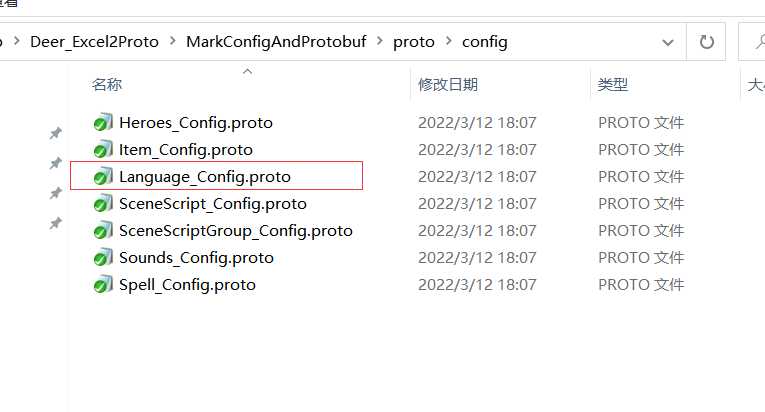 Deer_Excel2Proto > MarkConfigAndProtobuf > proto > config
名称 修改日期 类型
Heroes_Config.proto 2022/3/12 18:07 PROTO 文件
Item_Config.proto 2022/3/12 18:07 PROTO 文件
Language_Config.proto 2022/3/12 18:07 PROTO 文件
SceneScript_Config.proto 2022/3/12 18:07 PROTO 文件
SceneScriptGroup_Config.proto 2022/3/12 18:07 PROTO 文件
Sounds_Config.proto 2022/3/12 18:07 PROTO 文件
Spell_Config.proto 2022/3/12 18:07 PROTO 文件